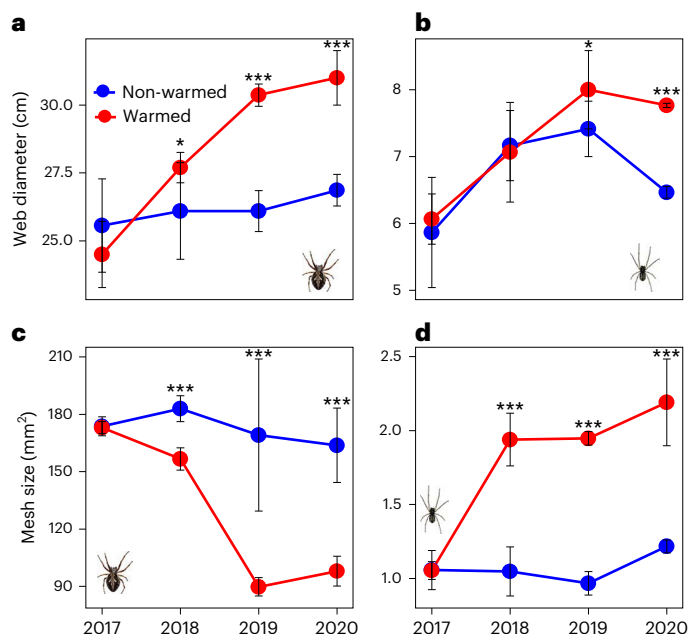 a
b
Web diameter (cm)
30.0
27.5
25.0
Non-warmed
Warmed
*
***
***
8
7
6
5
*
***
c
d
Mesh size (mm²)
210
180
150
120
90
***
***
***
2.5
2.0
1.5
1.0
***
***
***
2017 2018 2019 2020
2017 2018 2019 2020